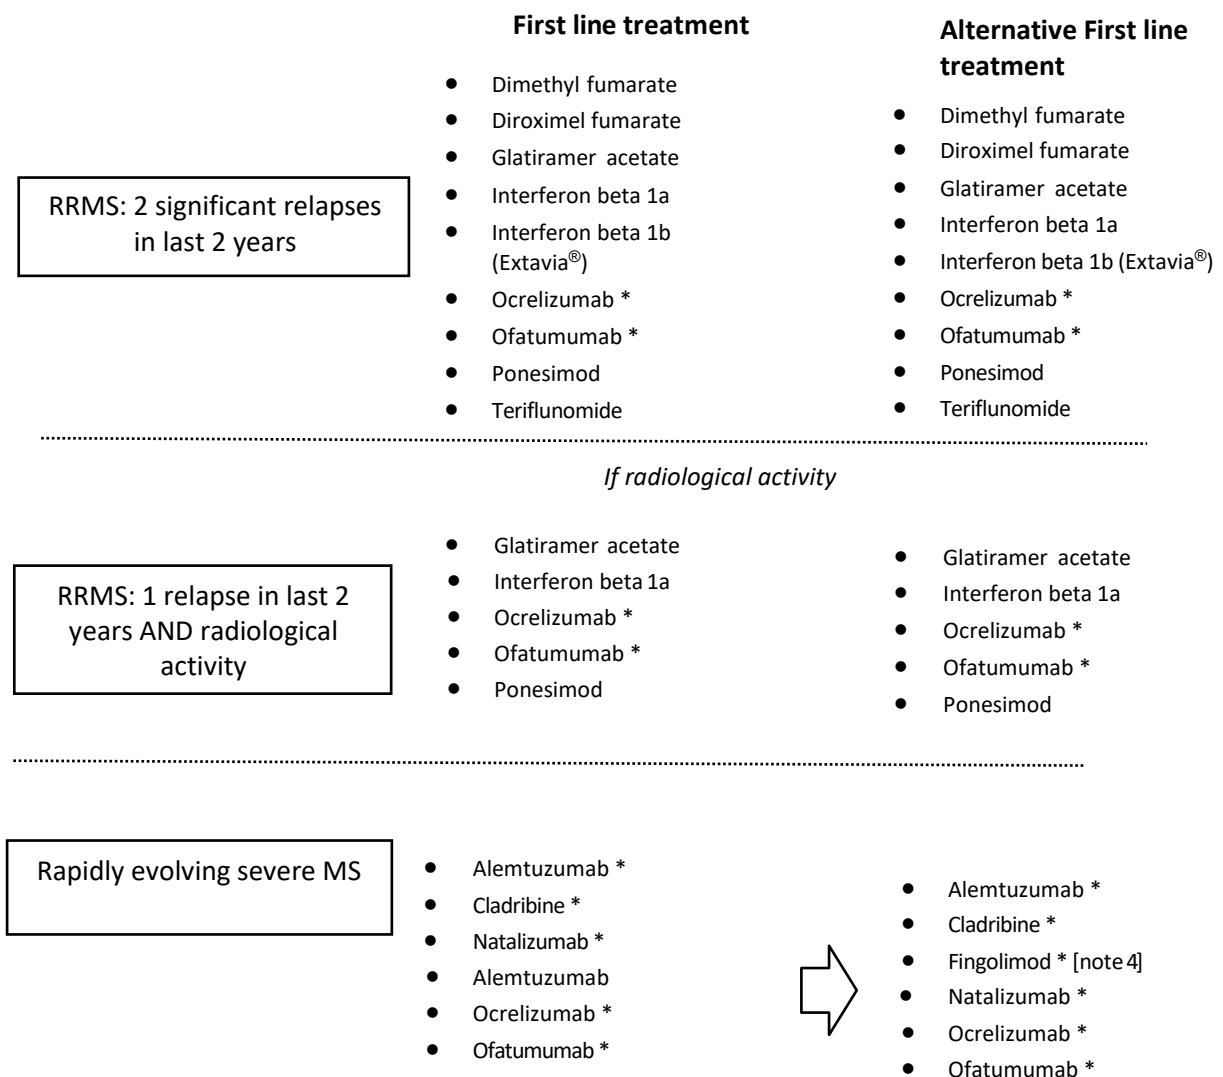 First line treatment
Alternative First line
treatment
RRMS: 2 significant relapses
in last 2 years
● Dimethyl fumarate
● Diroximel fumarate
● Glatiramer acetate
● Interferon beta 1a
● Interferon beta 1b
(Extavia®)
● Ocrelizumab *
● Ofatumumab *
● Ponesimod
● Teriflunomide
● Dimethyl fumarate
● Diroximel fumarate
● Glatiramer acetate
● Interferon beta 1a
● Interferon beta 1b (Extavia®)
● Ocrelizumab *
● Ofatumumab *
● Ponesimod
● Teriflunomide
If radiological activity
RRMS: 1 relapse in last 2
years AND radiological
activity
● Glatiramer acetate
● Interferon beta 1a
● Ocrelizumab *
● Ofatumumab *
● Ponesimod
● Glatiramer acetate
● Interferon beta 1a
● Ocrelizumab *
● Ofatumumab *
● Ponesimod
Rapidly evolving severe MS
● Alemtuzumab *
● Cladribine *
● Natalizumab *
● Alemtuzumab
● Ocrelizumab *
● Ofatumumab *
● Alemtuzumab *
● Cladribine *
● Fingolimod * [note 4]
● Natalizumab *
● Ocrelizumab *
● Ofatumumab *